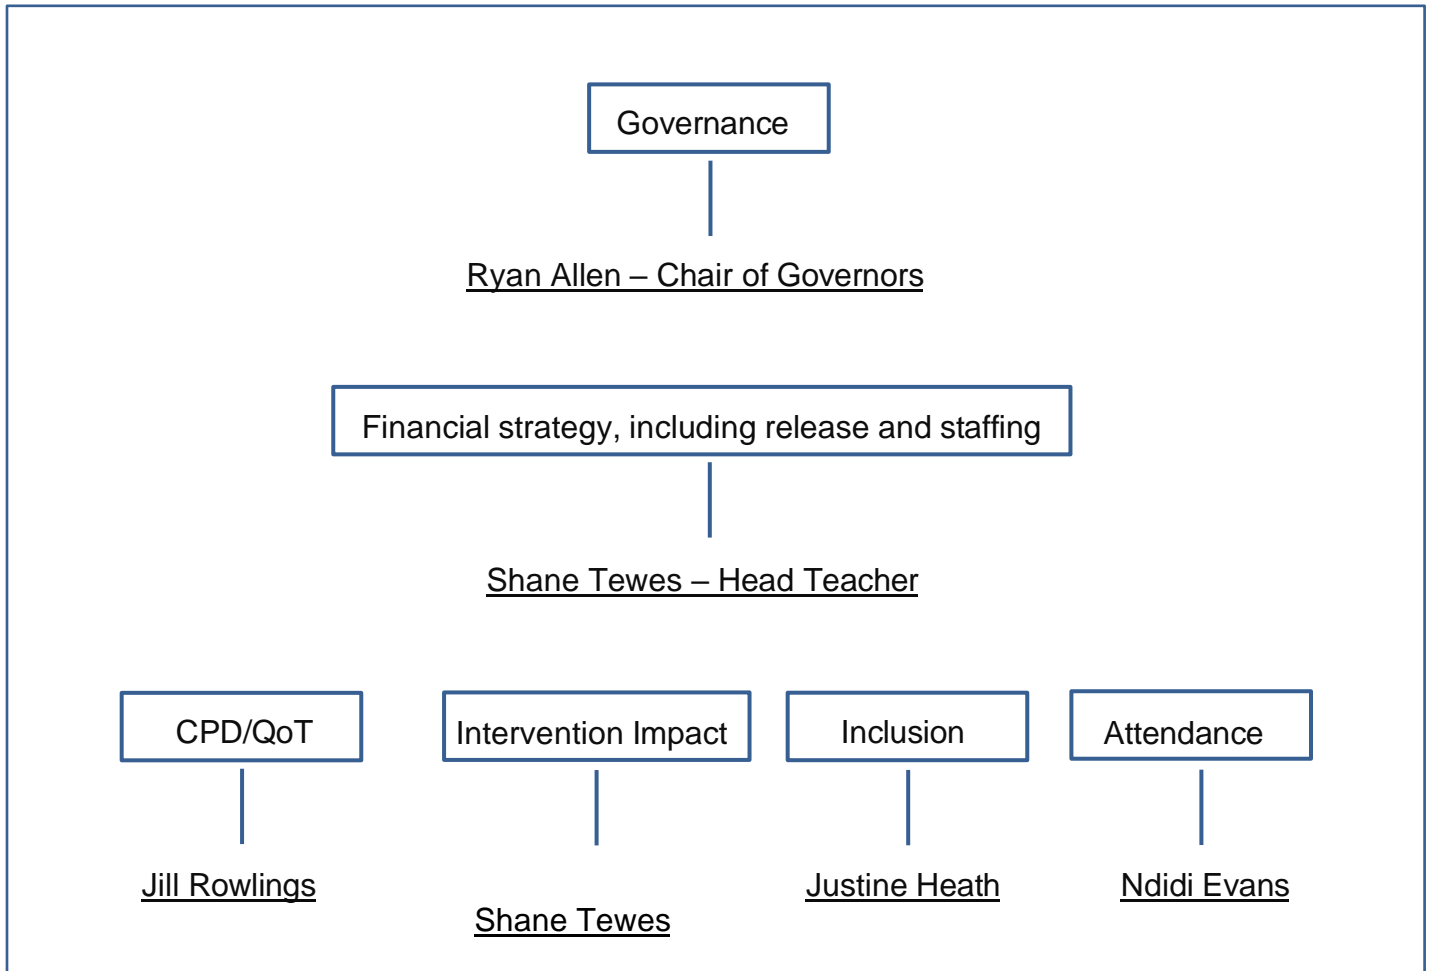 Governance
Ryan Allen – Chair of Governors
Financial strategy, including release and staffing
Shane Tewes – Head Teacher
CPD/QoT
Intervention Impact
Inclusion
Attendance
Jill Rowlings
Shane Tewes
Justine Heath
Ndidi Evans